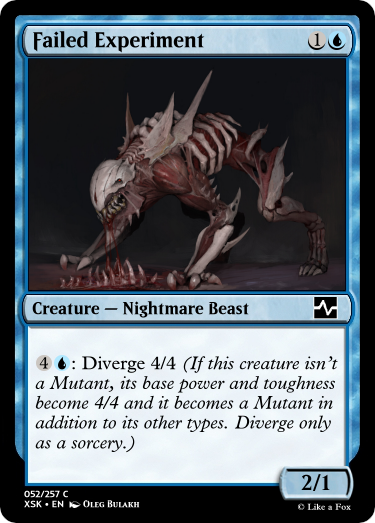 Failed Experiment 1
Creature — Nightmare Beast
4 : Diverge 4/4 (If this creature isn't
a Mutant, its base power and toughness
become 4/4 and it becomes a Mutant in
addition to its other types. Diverge only
as a sorcery.)
2/1
052/257 C
XSK • EN Oleg Bulakh
© Like a Fox